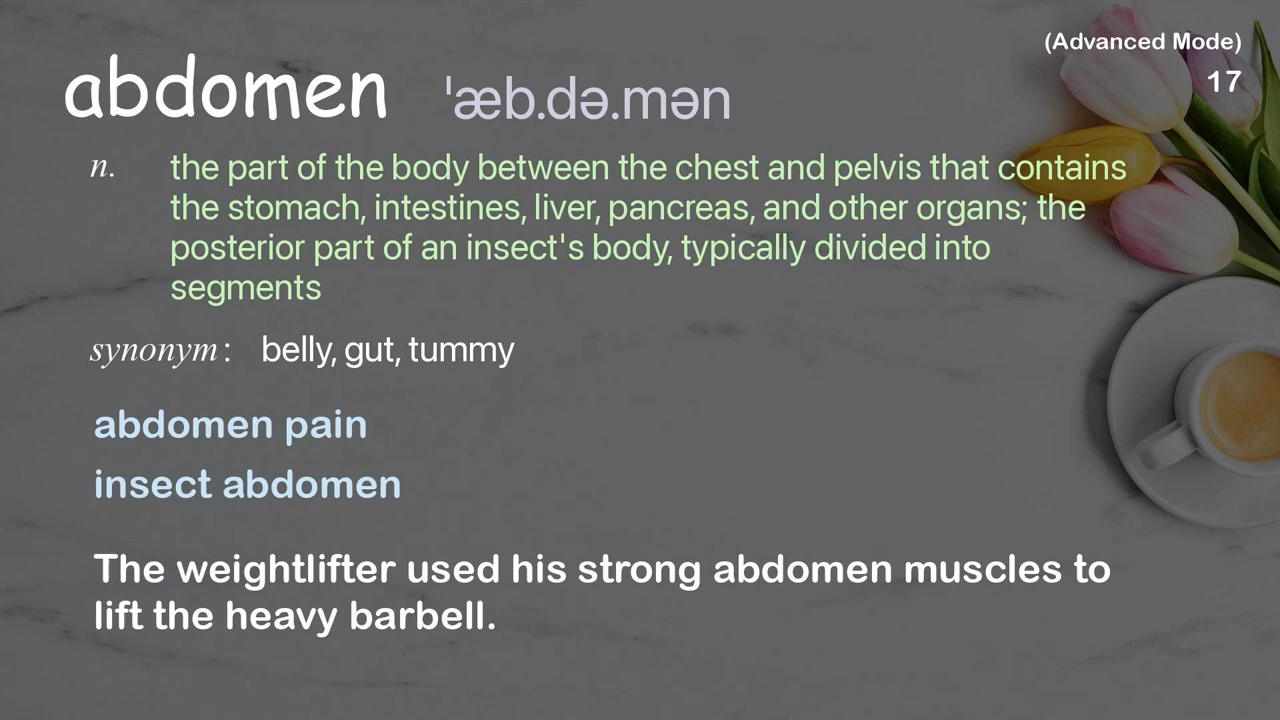 (Advanced Mode)
17
abdomen ˈæb.də.mən
n. the part of the body between the chest and pelvis that contains
the stomach, intestines, liver, pancreas, and other organs; the
posterior part of an insect's body, typically divided into
segments
synonym: belly, gut, tummy
abdomen pain
insect abdomen
The weightlifter used his strong abdomen muscles to
lift the heavy barbell.